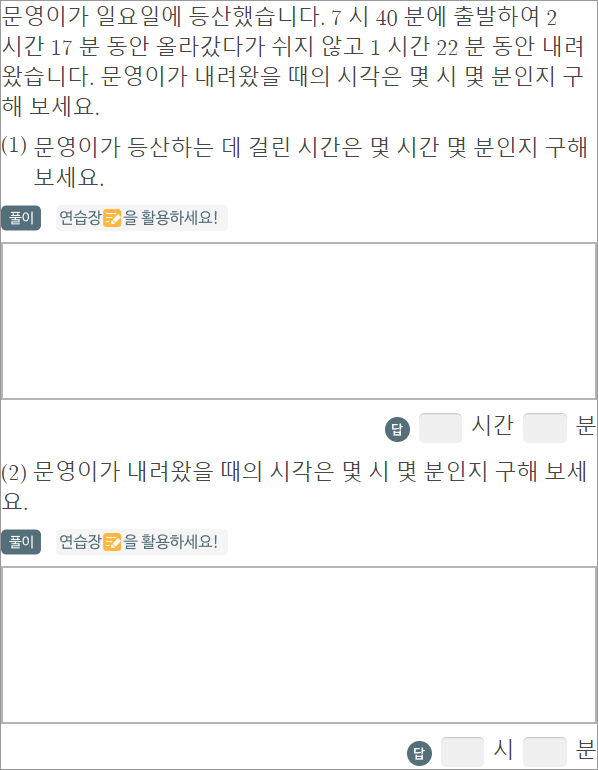 문영이가 일요일에 등산했습니다. 7 시 40 분에 출발하여 2
시간 17 분 동안 올라갔다가 쉬지 않고 1 시간 22 분 동안 내려
왔습니다. 문영이가 내려왔을 때의 시각은 몇 시 몇 분인지 구
해 보세요.
(1) 문영이가 등산하는 데 걸린 시간은 몇 시간 몇 분인지 구해
보세요.
풀이 연습장을 활용하세요!
답 시간 분
(2) 문영이가 내려왔을 때의 시각은 몇 시 몇 분인지 구해 보세
요.
풀이 연습장을 활용하세요!
답 시 분